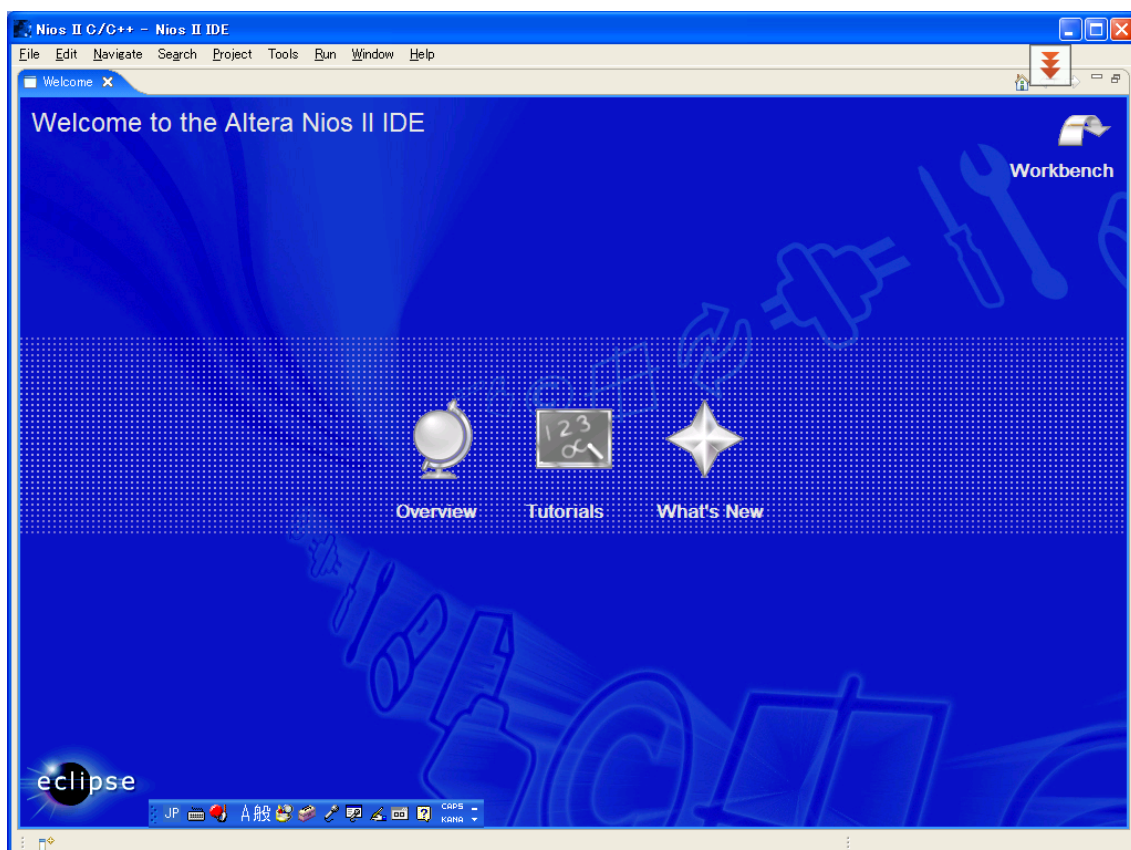 Nios II C/C++ - Nios II IDE
File Edit Navigate Search Project Tools Run Window Help
Welcome
Welcome to the Altera Nios II IDE
Workbench
123
Overview Tutorials What's New
eclipse
JP A 般 CAPS
KANA